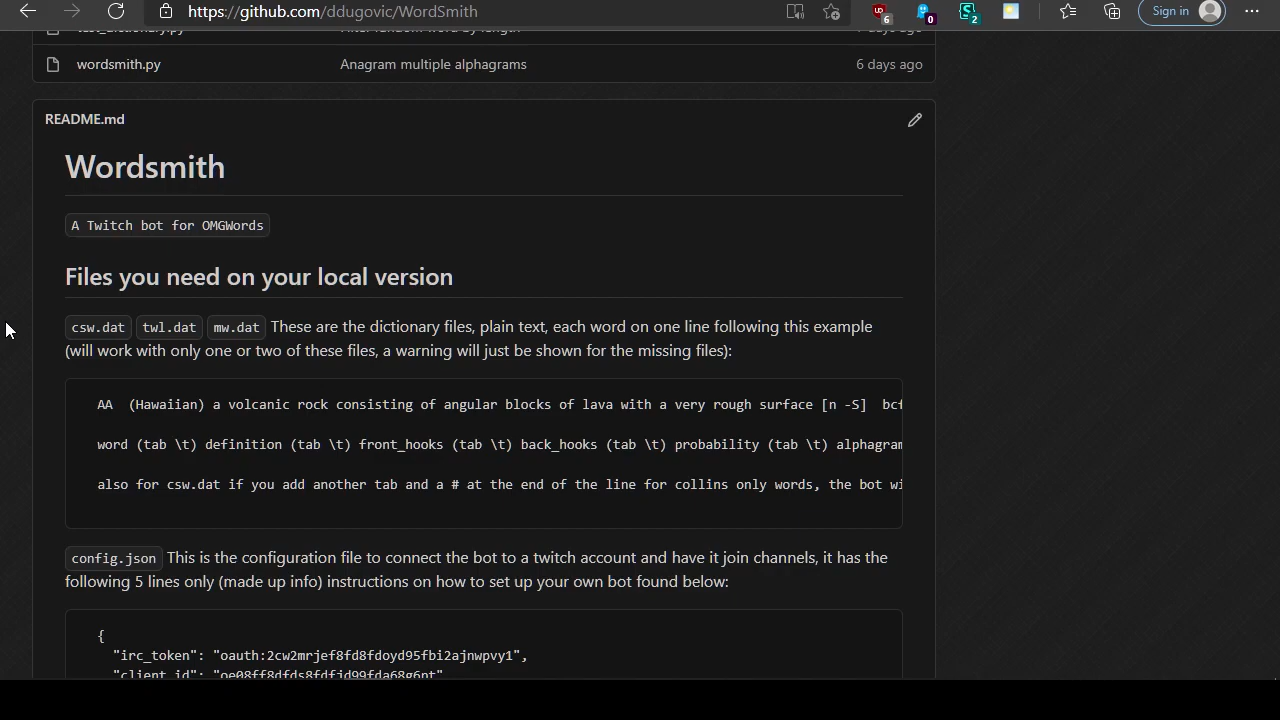 https://github.com/ddugovic/WordSmith
6
0
2
Sign in
wordsmith.py Anagram multiple alphagrams 6 days ago
README.md
Wordsmith
A Twitch bot for OMGWords
Files you need on your local version
csw.dat twl.dat mw.dat These are the dictionary files, plain text, each word on one line following this example
(will work with only one or two of these files, a warning will just be shown for the missing files):
AA (Hawaiian) a volcanic rock consisting of angular blocks of lava with a very rough surface [n -S] bcf
word (tab \t) definition (tab \t) front_hooks (tab \t) back_hooks (tab \t) probability (tab \t) alphagram
also for csw.dat if you add another tab and a # at the end of the line for collins only words, the bot wi
config.json This is the configuration file to connect the bot to a twitch account and have it join channels, it has the
following 5 lines only (made up info) instructions on how to set up your own bot found below:
{
"irc_token": "oauth:2cw2mrjef8fd8fdoyd95fbi2ajnwpvy1",
"client_id":